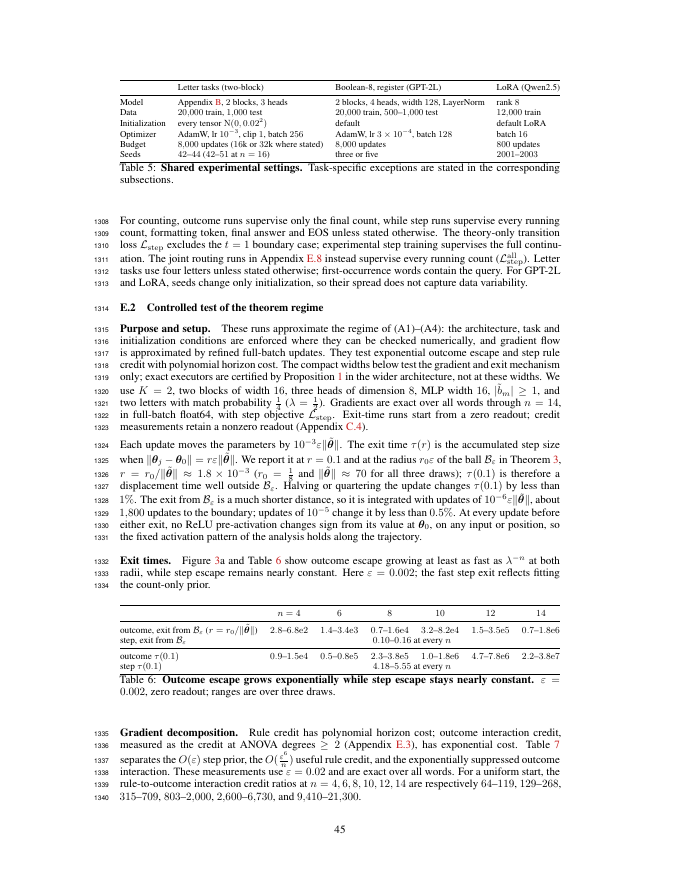 Letter tasks (two-block) Boolean-8, register (GPT-2L) LoRA (Qwen2.5)
Model Appendix B, 2 blocks, 3 heads 2 blocks, 4 heads, width 128, LayerNorm rank 8
Data 20,000 train, 1,000 test 20,000 train, 500–1,000 test 12,000 train
Initialization every tensor N(0, 0.02²) default default LoRA
Optimizer AdamW, lr 10⁻³, clip 1, batch 256 AdamW, lr 3 × 10⁻⁴, batch 128 batch 16
Budget 8,000 updates (16k or 32k where stated) 8,000 updates 800 updates
Seeds 42–44 (42–51 at n = 16) three or five 2001–2003
Table 5: Shared experimental settings. Task-specific exceptions are stated in the corresponding
subsections.
1308 For counting, outcome runs supervise only the final count, while step runs supervise every running
1309 count, formatting token, final answer and EOS unless stated otherwise. The theory-only transition
1310 loss ℒ_step excludes the t = 1 boundary case; experimental step training supervises the full continu-
1311 ation. The joint routing runs in Appendix E.8 instead supervise every running count (ℒ^all_step). Letter
1312 tasks use four letters unless stated otherwise; first-occurrence words contain the query. For GPT-2L
1313 and LoRA, seeds change only initialization, so their spread does not capture data variability.
1314 E.2 Controlled test of the theorem regime
1315 Purpose and setup. These runs approximate the regime of (A1)–(A4): the architecture, task and
1316 initialization conditions are enforced where they can be checked numerically, and gradient flow
1317 is approximated by refined full-batch updates. They test exponential outcome escape and step rule
1318 credit with polynomial horizon cost. The compact widths below test the gradient and exit mechanism
1319 only; exact executors are certified by Proposition 1 in the wider architecture, not at these widths. We
1320 use K = 2, two blocks of width 16, three heads of dimension 8, MLP width 16, |b̃_m| ≥ 1, and
1321 two letters with match probability 1/4 (λ = 1/2). Gradients are exact over all words through n = 14,
1322 in full-batch float64, with step objective ℒ_step. Exit-time runs start from a zero readout; credit
1323 measurements retain a nonzero readout (Appendix C.4).
1324 Each update moves the parameters by 10⁻³ε‖θ̃‖. The exit time τ(r) is the accumulated step size
1325 when ‖θ_j − θ_0‖ = rε‖θ̃‖. We report it at r = 0.1 and at the radius r_0ε of the ball ℬ_ε in Theorem 3,
1326 r = r_0/‖θ̃‖ ≈ 1.8 × 10⁻³ (r_0 = 1/8 and ‖θ̃‖ ≈ 70 for all three draws); τ(0.1) is therefore a
1327 displacement time well outside ℬ_ε. Halving or quartering the update changes τ(0.1) by less than
1328 1%. The exit from ℬ_ε is a much shorter distance, so it is integrated with updates of 10⁻⁶ε‖θ̃‖, about
1329 1,800 updates to the boundary; updates of 10⁻⁵ change it by less than 0.5%. At every update before
1330 either exit, no ReLU pre-activation changes sign from its value at θ_0, on any input or position, so
1331 the fixed activation pattern of the analysis holds along the trajectory.
1332 Exit times. Figure 3a and Table 6 show outcome escape growing at least as fast as λ⁻ⁿ at both
1333 radii, while step escape remains nearly constant. Here ε = 0.002; the fast step exit reflects fitting
1334 the count-only prior.
n = 4 6 8 10 12 14
outcome, exit from ℬ_ε (r = r_0/‖θ̃‖) 2.8–6.8e2 1.4–3.4e3 0.7–1.6e4 3.2–8.2e4 1.5–3.5e5 0.7–1.8e6
step, exit from ℬ_ε 0.10–0.16 at every n
outcome τ(0.1) 0.9–1.5e4 0.5–0.8e5 2.3–3.8e5 1.0–1.8e6 4.7–7.8e6 2.2–3.8e7
step τ(0.1) 4.18–5.55 at every n
Table 6: Outcome escape grows exponentially while step escape stays nearly constant. ε =
0.002, zero readout; ranges are over three draws.
1335 Gradient decomposition. Rule credit has polynomial horizon cost; outcome interaction credit,
1336 measured as the credit at ANOVA degrees ≥ 2 (Appendix E.3), has exponential cost. Table 7
1337 separates the O(ε) step prior, the O(ε⁶/n) useful rule credit, and the exponentially suppressed outcome
1338 interaction. These measurements use ε = 0.02 and are exact over all words. For a uniform start, the
1339 rule-to-outcome interaction credit ratios at n = 4, 6, 8, 10, 12, 14 are respectively 64–119, 129–268,
1340 315–709, 803–2,000, 2,600–6,730, and 9,410–21,300.
45